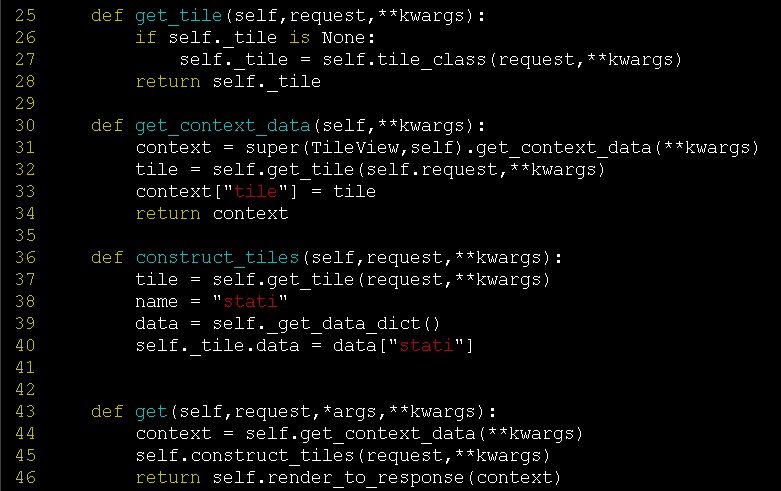 25     def get_tile(self,request,**kwargs):
26         if self._tile is None:
27             self._tile = self.tile_class(request,**kwargs)
28         return self._tile
29
30     def get_context_data(self,**kwargs):
31         context = super(TileView,self).get_context_data(**kwargs)
32         tile = self.get_tile(self.request,**kwargs)
33         context["tile"] = tile
34         return context
35
36     def construct_tiles(self,request,**kwargs):
37         tile = self.get_tile(request,**kwargs)
38         name = "stati"
39         data = self._get_data_dict()
40         self._tile.data = data["stati"]
41
42
43     def get(self,request,*args,**kwargs):
44         context = self.get_context_data(**kwargs)
45         self.construct_tiles(request,**kwargs)
46         return self.render_to_response(context)